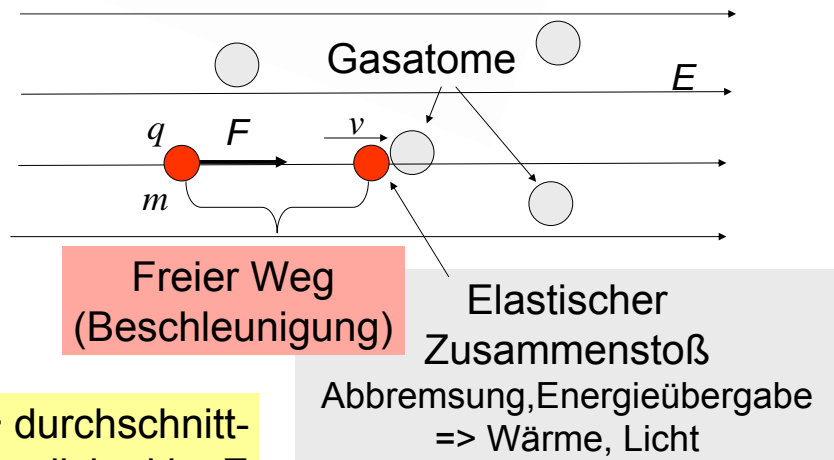 Gasatome
E
q
F
v
m
Freier Weg
(Beschleunigung)
Elastischer
Zusammenstoß
Abbremsung,Energieübergabe
=> Wärme, Licht
durchschnitt-